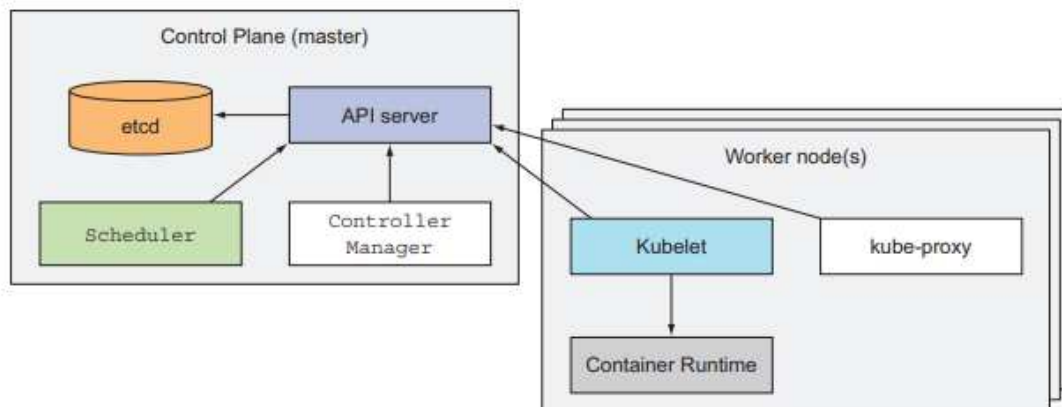 Control Plane (master)
etcd
API server
Scheduler
Controller
Manager
Worker node(s)
Kubelet
kube-proxy
Container Runtime